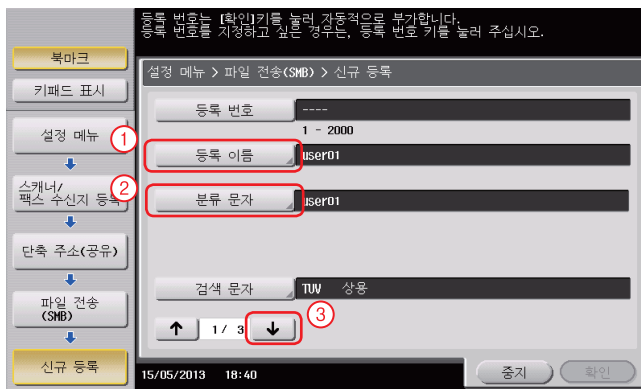 등록 번호는 [확인]키를 눌러 자동적으로 부가합니다.
등록 번호를 지정하고 싶은 경우는, 등록 번호 키를 눌러 주십시오.
북마크
키패드 표시
설정 메뉴
①
스캐너/
팩스 수신지 등록
②
단축 주소(공유)
파일 전송
(SMB)
신규 등록
설정 메뉴 > 파일 전송(SMB) > 신규 등록
등록 번호
----
1 - 2000
등록 이름
user01
분류 문자
user01
검색 문자
TUV 상용
③
↑ 1/ 3 ↓
15/05/2013 18:40
중지
확인